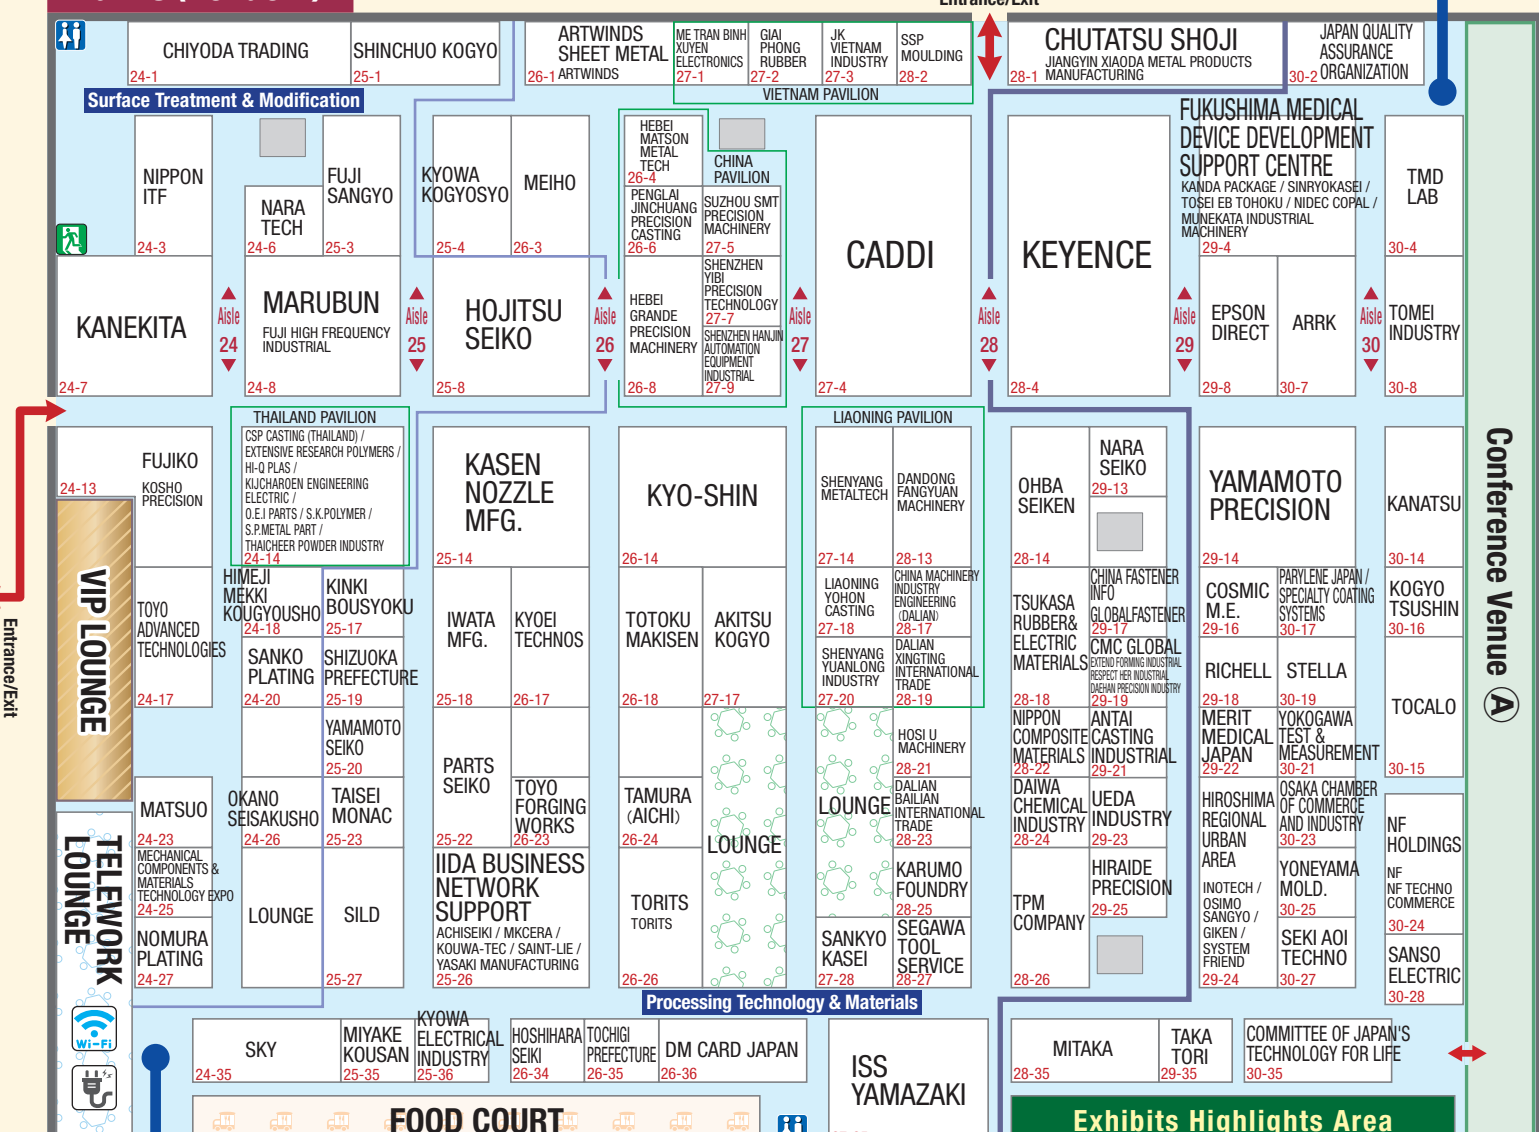 CHIYODA TRADING
24-1
SHINCHUO KOGYO
25-1
ARTWINDS
SHEET METAL
26-1 ARTWINDS
ME TRAN BINH
XUYEN
ELECTRONICS
27-1
GIAI
PHONG
RUBBER
27-2
JK
VIETNAM
INDUSTRY
27-3
SSP
MOULDING
28-2
VIETNAM PAVILION
Entrance/Exit
CHUTATSU SHOJI
JIANGYIN XIAODA METAL PRODUCTS
28-1 MANUFACTURING
JAPAN QUALITY
ASSURANCE
30-2 ORGANIZATION
Surface Treatment & Modification
NIPPON
ITF
24-3
NARA
TECH
24-6
FUJI
SANGYO
25-3
KYOWA
KOGYOSYO
25-4
MEIHO
26-3
HEBEI
MATSON
METAL
TECH
26-4
CHINA
PAVILION
PENGLAI
JINCHUANG
PRECISION
CASTING
26-6
SUZHOU SMT
PRECISION
MACHINERY
27-5
SHENZHEN
YIBI
PRECISION
TECHNOLOGY
27-7
HEBEI
GRANDE
PRECISION
MACHINERY
26-8
SHENZHEN HANJIN
AUTOMATION
EQUIPMENT
INDUSTRIAL
27-9
CADDI
27-4
KEYENCE
28-4
FUKUSHIMA MEDICAL
DEVICE DEVELOPMENT
SUPPORT CENTRE
KANDA PACKAGE / SINRYOKASEI /
TOSEI EB TOHOKU / NIDEC COPAL /
MUNEKATA INDUSTRIAL
MACHINERY
29-4
TMD
LAB
30-4
KANEKITA
24-7
Aisle
24
MARUBUN
FUJI HIGH FREQUENCY
INDUSTRIAL
24-8
Aisle
25
HOJITSU
SEIKO
25-8
Aisle
26
Aisle
27
Aisle
28
Aisle
29
EPSON
DIRECT
29-8
ARRK
30-7
Aisle
30
TOMEI
INDUSTRY
30-8
Conference Venue A
FUJIKO
KOSHO
PRECISION
24-13
THAILAND PAVILION
CSP CASTING (THAILAND) /
EXTENSIVE RESEARCH POLYMERS /
HI-Q PLAS /
KIJCHAROEN ENGINEERING
ELECTRIC /
O.E.I PARTS / S.K.POLYMER /
S.P.METAL PART /
THAICHEER POWDER INDUSTRY
24-14
KASEN
NOZZLE
MFG.
25-14
KYO-SHIN
26-14
LIAONING PAVILION
SHENYANG
METALTECH
27-14
DANDONG
FANGYUAN
MACHINERY
28-13
OHBA
SEIKEN
28-14
NARA
SEIKO
29-13
YAMAMOTO
PRECISION
29-14
KANATSU
30-14
VIP LOUNGE
Entrance/Exit
TOYO
ADVANCED
TECHNOLOGIES
24-17
HIMEJI
MEKKI
KOUGYOUSHO
24-18
KINKI
BOUSYOKU
25-17
SANKO
PLATING
24-20
SHIZUOKA
PREFECTURE
25-19
YAMAMOTO
SEIKO
25-20
IWATA
MFG.
25-18
KYOEI
TECHNOS
26-17
TOTOKU
MAKISEN
26-18
AKITSU
KOGYO
27-17
LIAONING
YOHON
CASTING
27-18
CHINA MACHINERY
INDUSTRY
ENGINEERING
(DALIAN)
28-17
SHENYANG
YUANLONG
INDUSTRY
27-20
DALIAN
XINGTING
INTERNATIONAL
TRADE
28-19
TSUKASA
RUBBER&
ELECTRIC
MATERIALS
28-18
CHINA FASTENER
INFO
GLOBALFASTENER
29-17
CMC GLOBAL
EXTEND FORMING INDUSTRIAL
RESPECT HER INDUSTRIAL
DAEHAN PRECISION INDUSTRY
29-19
COSMIC
M.E.
29-16
PARYLENE JAPAN /
SPECIALTY COATING
SYSTEMS
30-17
KOGYO
TSUSHIN
30-16
RICHELL
29-18
STELLA
30-19
TOCALO
30-15
MATSUO
24-23
OKANO
SEISAKUSHO
24-26
TAISEI
MONAC
25-23
PARTS
SEIKO
25-22
TOYO
FORGING
WORKS
26-23
TAMURA
(AICHI)
26-24
LOUNGE
LOUNGE
HOSI U
MACHINERY
28-21
DALIAN
BAILIAN
INTERNATIONAL
TRADE
28-23
NIPPON
COMPOSITE
MATERIALS
28-22
ANTAI
CASTING
INDUSTRIAL
29-21
MERIT
MEDICAL
JAPAN
29-22
YOKOGAWA
TEST &
MEASUREMENT
30-21
DAIWA
CHEMICAL
INDUSTRY
28-24
UEDA
INDUSTRY
29-23
HIROSHIMA
REGIONAL
URBAN
AREA
INOTECH /
OSIMO
SANGYO /
GIKEN /
SYSTEM
FRIEND
29-24
OSAKA CHAMBER
OF COMMERCE
AND INDUSTRY
30-23
NF
HOLDINGS
NF
NF TECHNO
COMMERCE
30-24
TELEWORK
LOUNGE
MECHANICAL
COMPONENTS &
MATERIALS
TECHNOLOGY EXPO
24-25
NOMURA
PLATING
24-27
LOUNGE
SILD
25-27
IIDA BUSINESS
NETWORK
SUPPORT
ACHISEIKI / MKCERA /
KOUWA-TEC / SAINT-LIE /
YASAKI MANUFACTURING
25-26
TORITS
TORITS
26-26
KARUMO
FOUNDRY
28-25
SANKYO
KASEI
27-28
SEGAWA
TOOL
SERVICE
28-27
TPM
COMPANY
28-26
HIRAIDE
PRECISION
29-25
YONEYAMA
MOLD.
30-25
SEKI AOI
TECHNO
30-27
SANSO
ELECTRIC
30-28
Processing Technology & Materials
Wi-Fi
SKY
24-35
MIYAKE
KOUSAN
25-35
KYOWA
ELECTRICAL
INDUSTRY
25-36
HOSHIHARA
SEIKI
26-34
TOCHIGI
PREFECTURE
26-35
DM CARD JAPAN
26-36
ISS
YAMAZAKI
MITAKA
28-35
TAKA
TORI
29-35
COMMITTEE OF JAPAN'S
TECHNOLOGY FOR LIFE
30-35
FOOD COURT
Exhibits Highlights Area